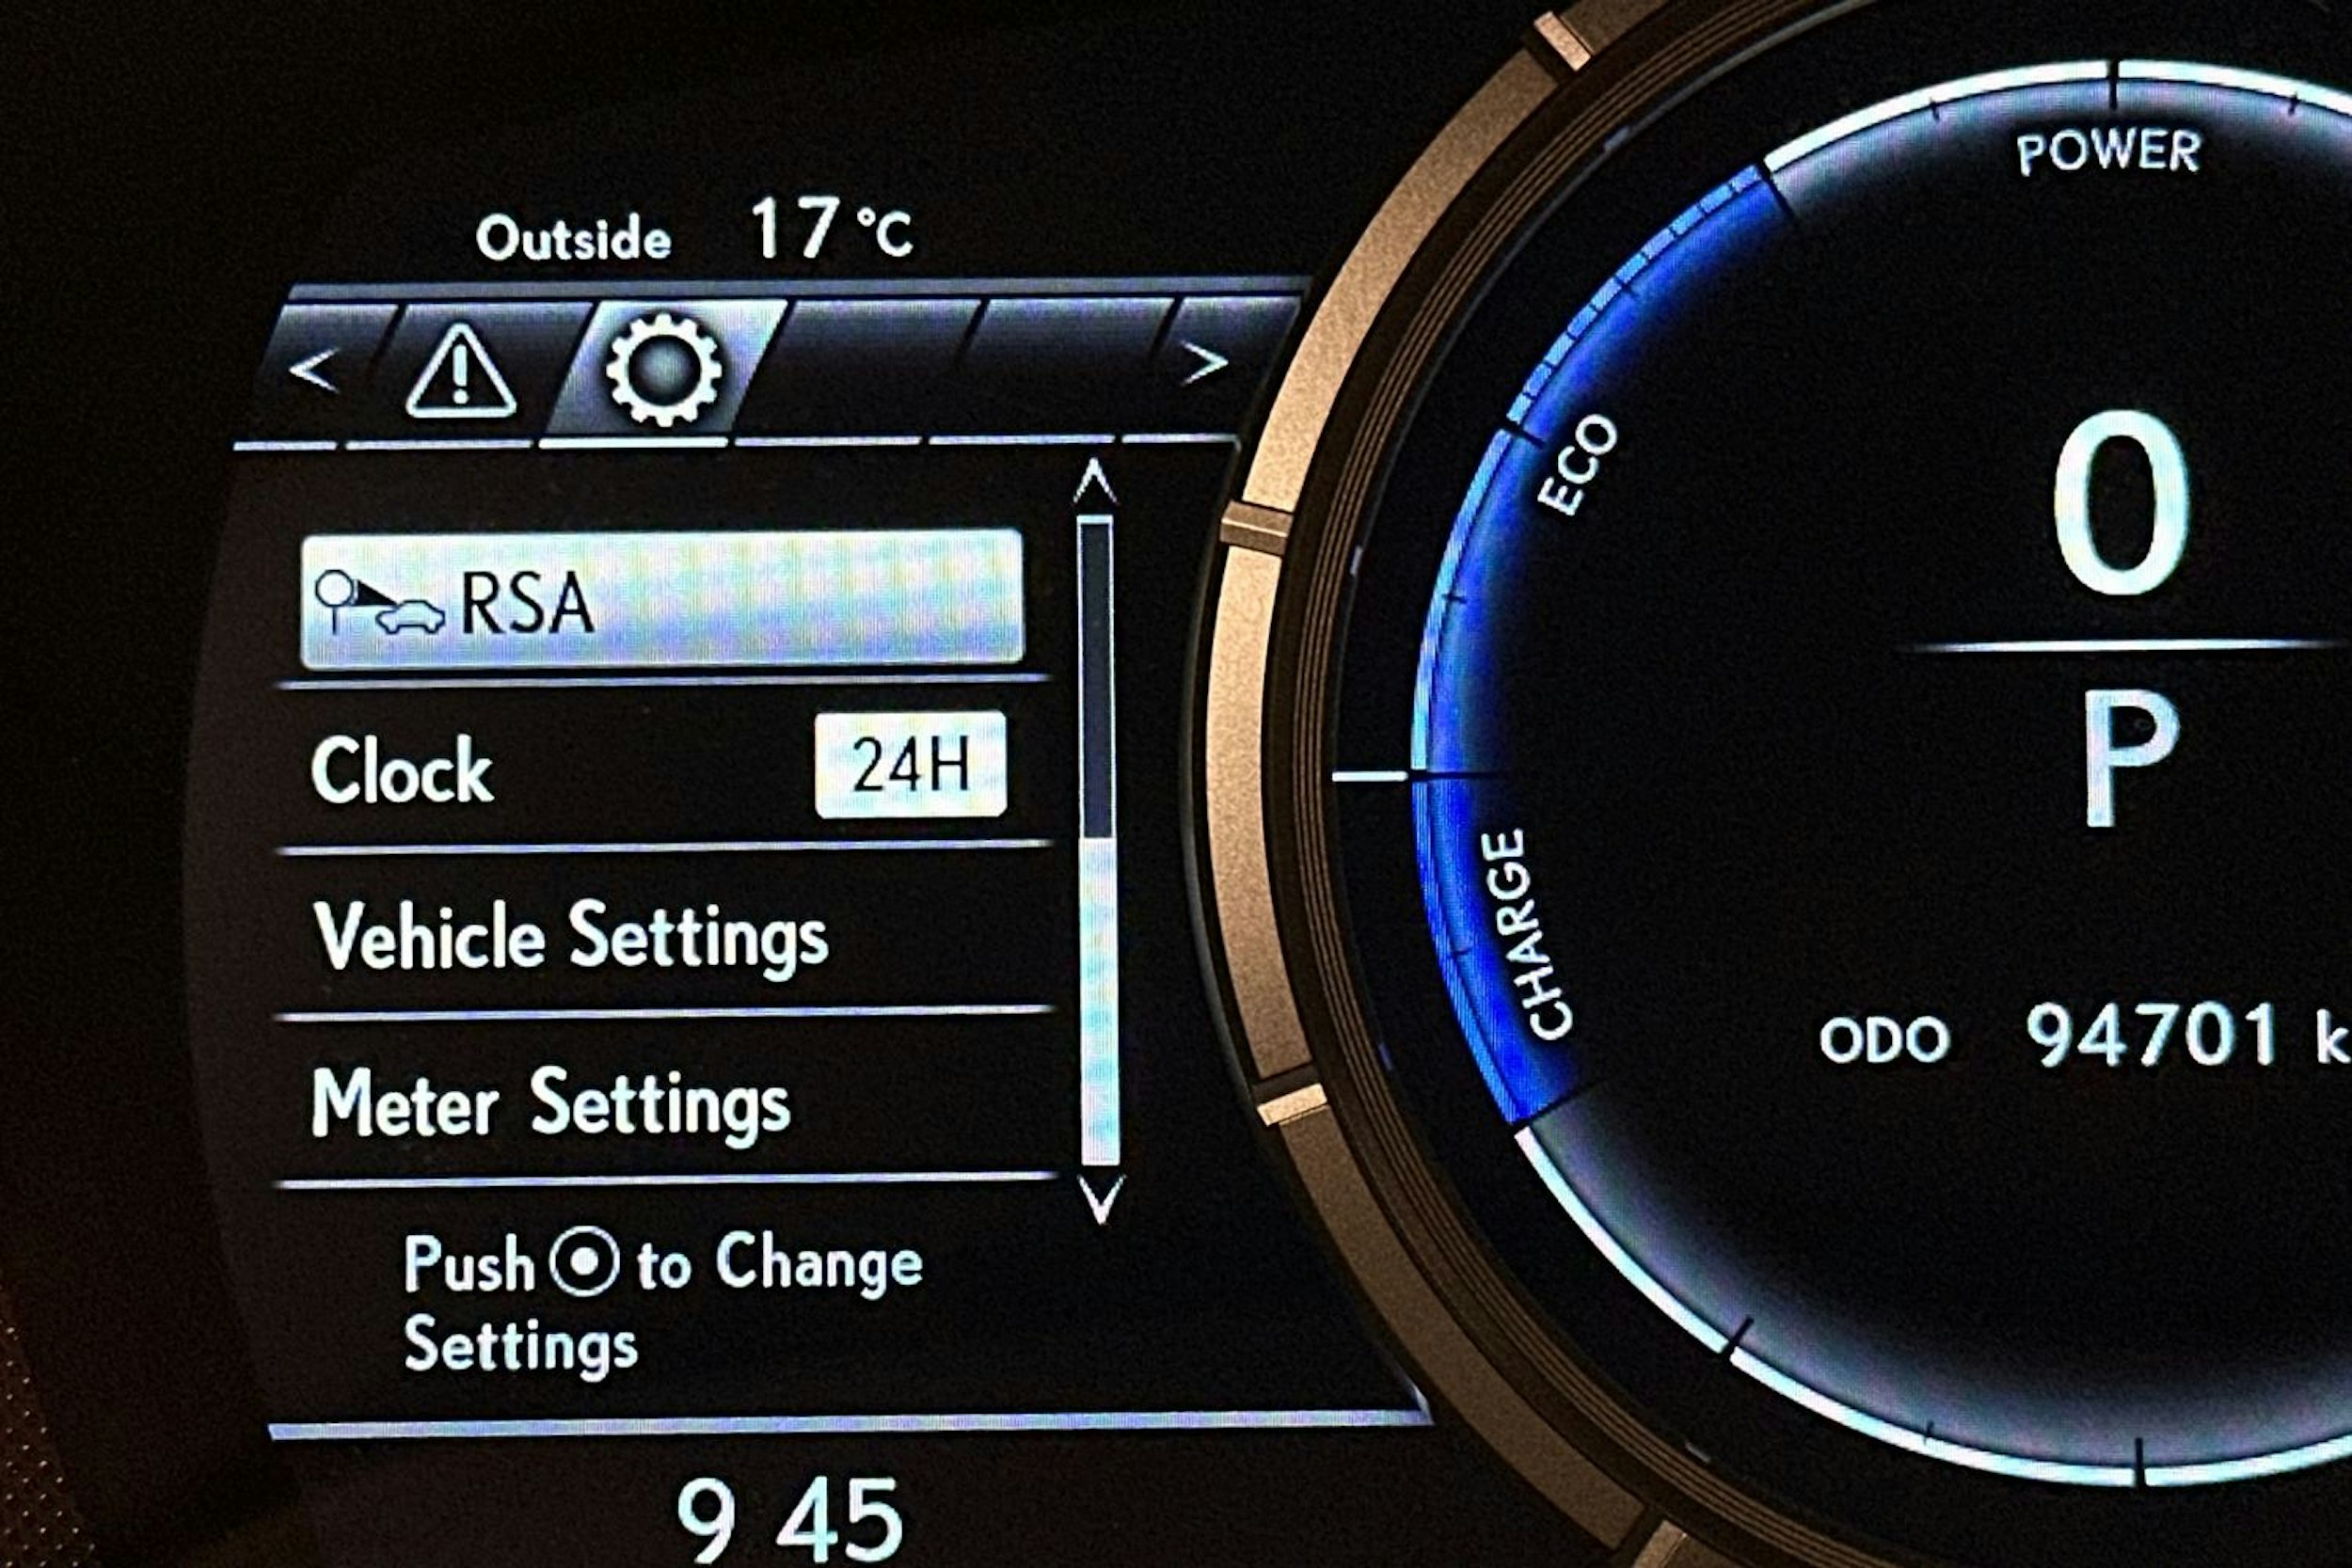 Outside 17 °C
< >
RSA
Clock 24H
Vehicle Settings
Meter Settings
Push to Change
Settings
9 45
POWER
ECO
CHARGE
0
P
ODO 94701 k